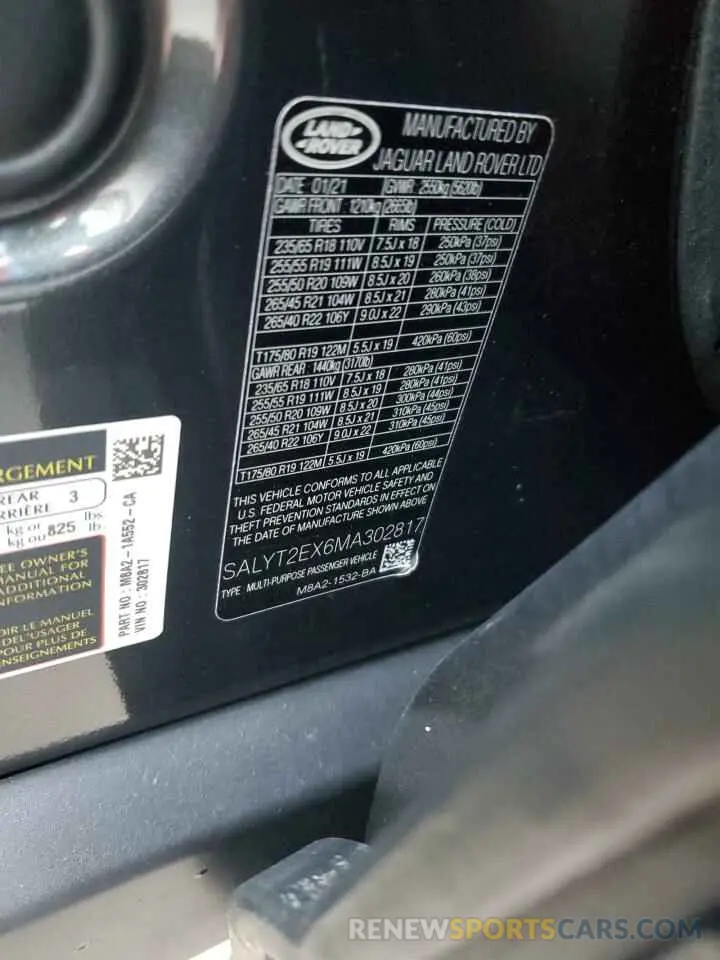 LAND
ROVER
MANUFACTURED BY
JAGUAR LAND ROVER LTD
DATE 01/21 GVWR 2550kg (5620lb)
GAWR FRONT 1210kg (2665lb)
TIRES RIMS PRESSURE (COLD)
235/65 R18 110V 7.5J x 18 250kPa (37psi)
255/55 R19 111W 8.5J x 19 250kPa (37psi)
255/50 R20 109W 8.5J x 20 260kPa (38psi)
265/45 R21 104W 8.5J x 21 280kPa (41psi)
265/40 R22 106Y 9.0J x 22 290kPa (43psi)
T175/80 R19 122M 5.5J x 19 420kPa (60psi)
GAWR REAR 1440kg (3170lb)
235/65 R18 110V 7.5J x 18 280kPa (41psi)
255/55 R19 111W 8.5J x 19 280kPa (41psi)
255/50 R20 109W 8.5J x 20 300kPa (44psi)
265/45 R21 104W 8.5J x 21 310kPa (45psi)
265/40 R22 106Y 9.0J x 22 310kPa (45psi)
T175/80 R19 122M 5.5J x 19 420kPa (60psi)
THIS VEHICLE CONFORMS TO ALL APPLICABLE
U.S. FEDERAL MOTOR VEHICLE SAFETY AND
THEFT PREVENTION STANDARDS IN EFFECT ON
THE DATE OF MANUFACTURE SHOWN ABOVE
SALYT2EX6MA302817
TYPE : MULTI-PURPOSE PASSENGER VEHICLE
M8A2-1532-BA
RGEMENT
REAR 3
RRIÈRE
kg or 825 lbs
kg ou lb.
EE OWNER'S
MANUAL FOR
ADDITIONAL
NFORMATION
OIR LE MANUEL
DEL'USAGER
POUR PLUS DE
ENSEIGNEMENTS
PART NO : M8A2-1A552-CA
VIN NO : 302817
RENEWSPORTSCARS.COM